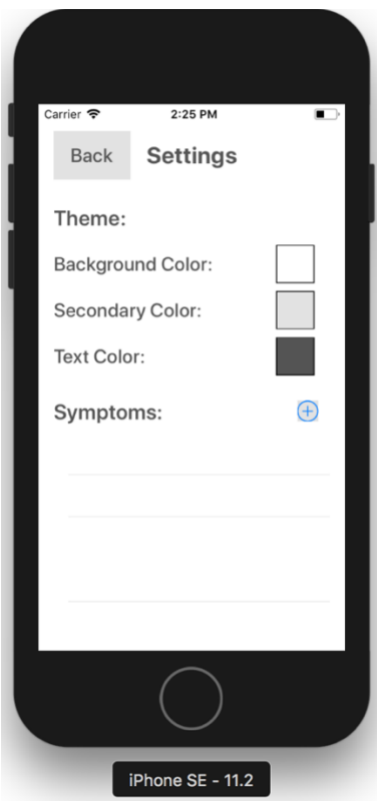 Carrier 2:25 PM
Back Settings
Theme:
Background Color:
Secondary Color:
Text Color:
Symptoms:
iPhone SE - 11.2